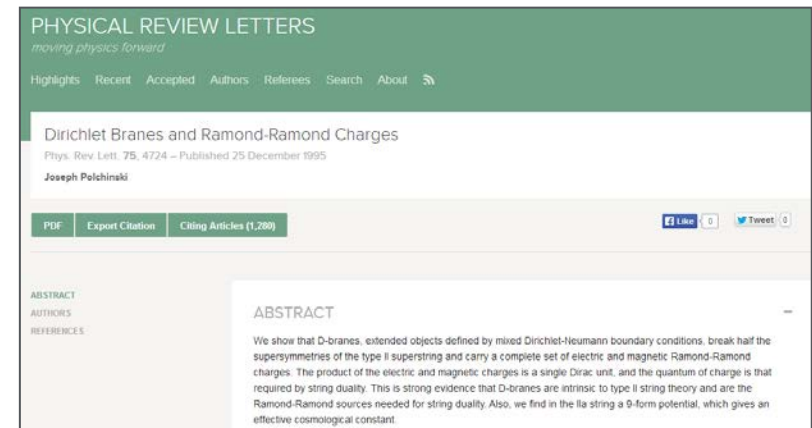 PHYSICAL REVIEW LETTERS
moving physics forward
Highlights Recent Accepted Authors Referees Search About
Dirichlet Branes and Ramond-Ramond Charges
Phys. Rev. Lett. 75, 4724 – Published 25 December 1995
Joseph Polchinski
PDF Export Citation Citing Articles (1,280)
Like 0 Tweet 0
ABSTRACT
AUTHORS
REFERENCES
ABSTRACT –
We show that D-branes, extended objects defined by mixed Dirichlet-Neumann boundary conditions, break half the
supersymmetries of the type II superstring and carry a complete set of electric and magnetic Ramond-Ramond
charges. The product of the electric and magnetic charges is a single Dirac unit, and the quantum of charge is that
required by string duality. This is strong evidence that D-branes are intrinsic to type II string theory and are the
Ramond-Ramond sources needed for string duality. Also, we find in the IIa string a 9-form potential, which gives an
effective cosmological constant.